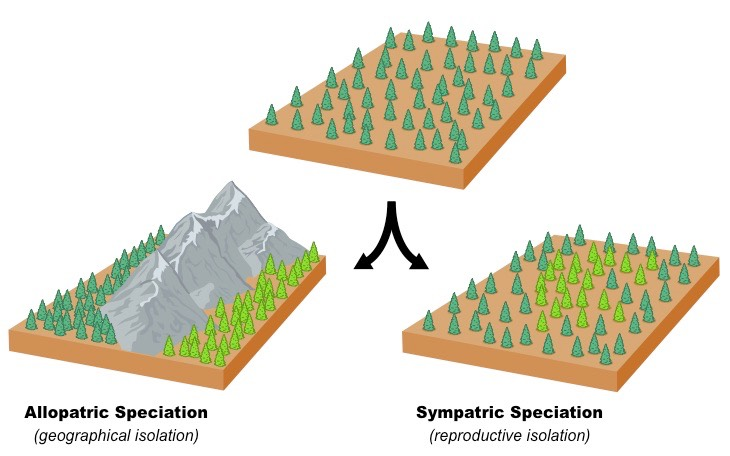 Allopatric Speciation
(geographical isolation)
Sympatric Speciation
(reproductive isolation)